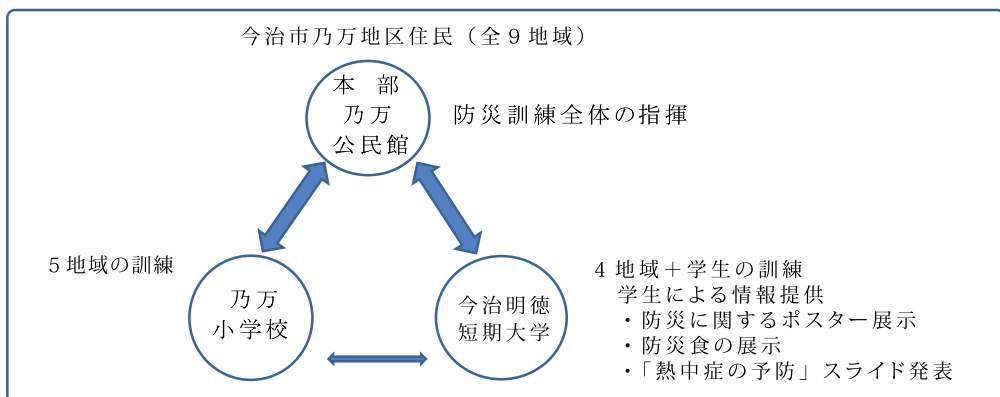 今治市乃万地区住民（全９地域）
本　部
乃万
公民館
防災訓練全体の指揮
５地域の訓練
乃万
小学校
今治明徳
短期大学
４地域＋学生の訓練
学生による情報提供
・防災に関するポスター展示
・防災食の展示
・「熱中症の予防」スライド発表